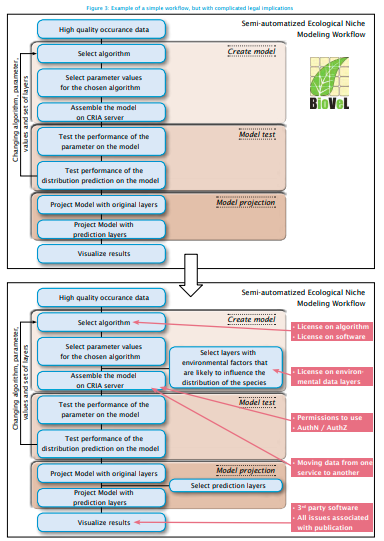 Figure 3: Example of a simple workflow, but with complicated legal implications
Semi-automatized Ecological Niche
Modeling Workflow
High quality occurance data
Create model
Select algorithm
Select parameter values
for the chosen algorithm
Assemble the model
on CRIA server
Changing algorithm, parameter,
values and set of layers
BioVeL
Model test
Test the performance of the
parameter on the model
Test performance of the
distribution prediction on the model
Model projection
Project Model with original layers
Project Model with
prediction layers
Visualize results
Semi-automatized Ecological Niche
Modeling Workflow
High quality occurance data
Create model
Select algorithm
Select parameter values
for the chosen algorithm
Select layers with
environmental factors that
are likely to influence the
distribution of the species
Assemble the model
on CRIA server
Changing algorithm, parameter,
values and set of layers
Model test
Test the performance of the
parameter on the model
Test performance of the
distribution prediction on the model
Model projection
Project Model with original layers
Select prediction layers
Project Model with
prediction layers
Visualize results
- License on algorithm
- License on software
- License on environ-
mental data layers
- Permissions to use
- AuthN / AuthZ
- Moving data from one
service to another
- 3rd party software
- All issues associated
with publication